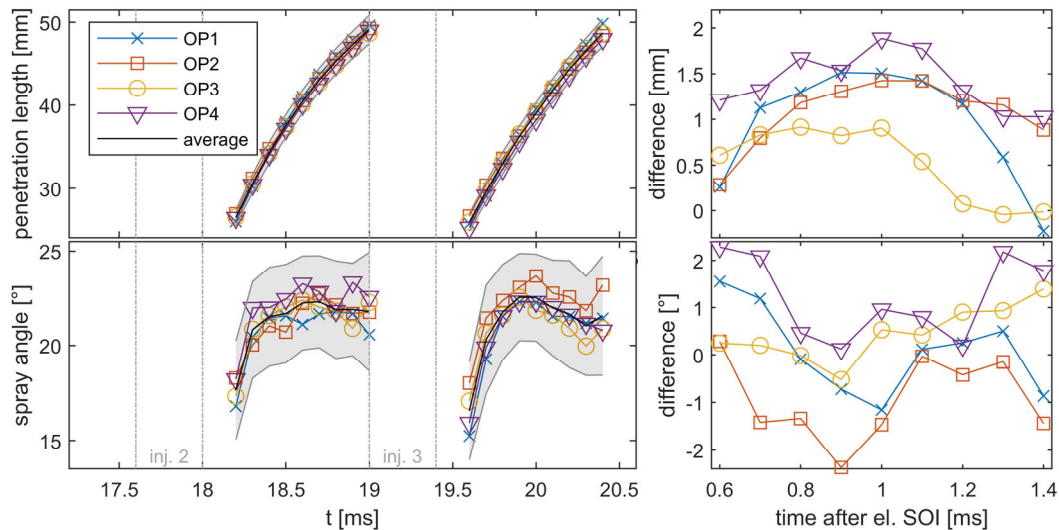 penetration length [mm]
50
40
30
OP1
OP2
OP3
OP4
average
difference [mm]
2
1.5
1
0.5
0
spray angle [°]
25
20
15
inj. 2
inj. 3
17.5
18
18.5
19
19.5
20
20.5
t [ms]
difference [°]
2
1
0
-1
-2
0.6
0.8
1
1.2
1.4
time after el. SOI [ms]